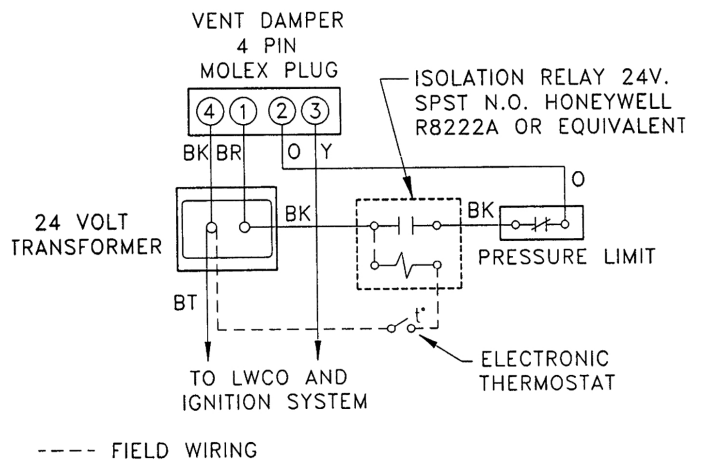 VENT DAMPER
4 PIN
MOLEX PLUG
ISOLATION RELAY 24V.
SPST N.O. HONEYWELL
R8222A OR EQUIVALENT
4 1 2 3
BK BR O Y
O
24 VOLT
TRANSFORMER
BK
BK
PRESSURE LIMIT
BT
t°
ELECTRONIC
THERMOSTAT
TO LWCO AND
IGNITION SYSTEM
---- FIELD WIRING